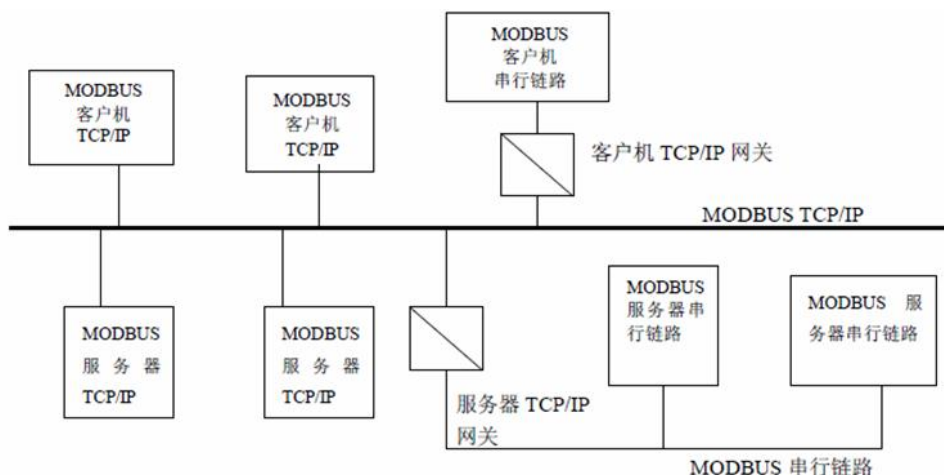 MODBUS
客户机
TCP/IP
MODBUS
客户机
TCP/IP
MODBUS
客户机
串行链路
客户机 TCP/IP 网关
MODBUS TCP/IP
MODBUS
服 务 器
TCP/IP
MODBUS
服 务 器
TCP/IP
服务器 TCP/IP
网关
MODBUS
服务器串
行链路
MODBUS 服
务器串行链路
MODBUS 串行链路